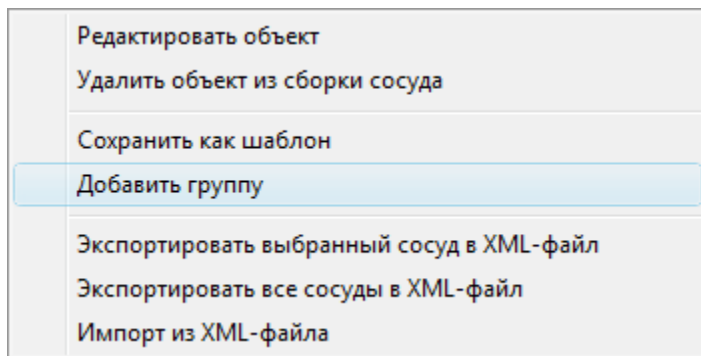 Редактировать объект
Удалить объект из сборки сосуда
Сохранить как шаблон
Добавить группу
Экспортировать выбранный сосуд в XML-файл
Экспортировать все сосуды в XML-файл
Импорт из XML-файла